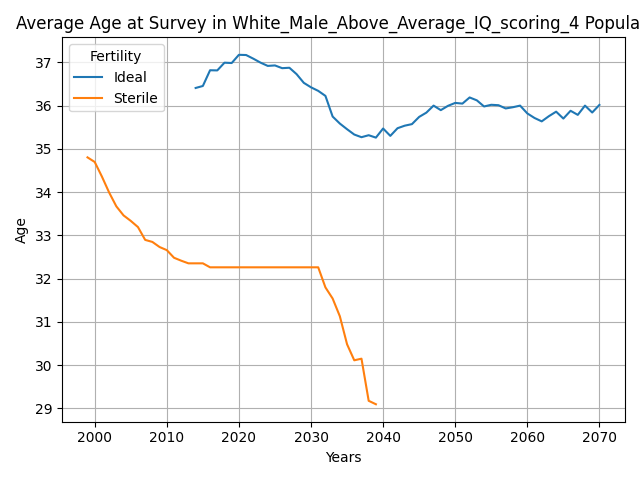 Average Age at Survey in White_Male_Above_Average_IQ_scoring_4 Popula
Fertility
Ideal
Sterile
Age
37
36
35
34
33
32
31
30
29
2000 2010 2020 2030 2040 2050 2060 2070
Years